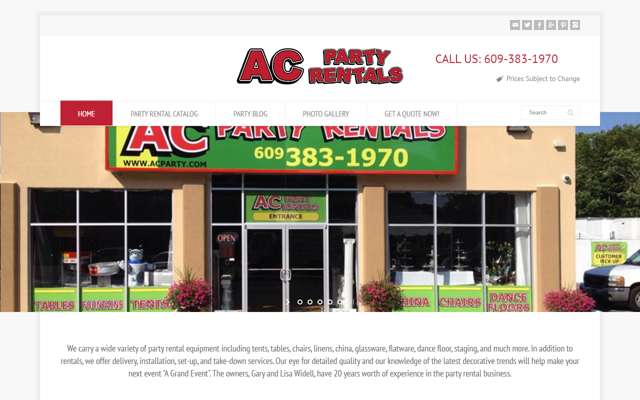 AC PARTY RENTALS
CALL US: 609-383-1970
Prices Subject to Change
HOME
PARTY RENTAL CATALOG
PARTY BLOG
PHOTO GALLERY
GET A QUOTE NOW!
Search
AC PARTY RENTALS
WWW.ACPARTY.COM
609 383-1970
AC PARTY RENTALS
ENTRANCE
OPEN
CUSTOMER
PICK UP
TABLES
TENTS
CHINA
CHAIRS
DANCE
FLOORS
We carry a wide variety of party rental equipment including tents, tables, chairs, linens, china, glassware, flatware, dance floor, staging, and much more. In addition to
rentals, we offer delivery, installation, set-up, and take-down services. Our eye for detailed quality and our knowledge of the latest decorative trends will help make your
next event "A Grand Event". The owners, Gary and Lisa Widell, have 20 years worth of experience in the party rental business.